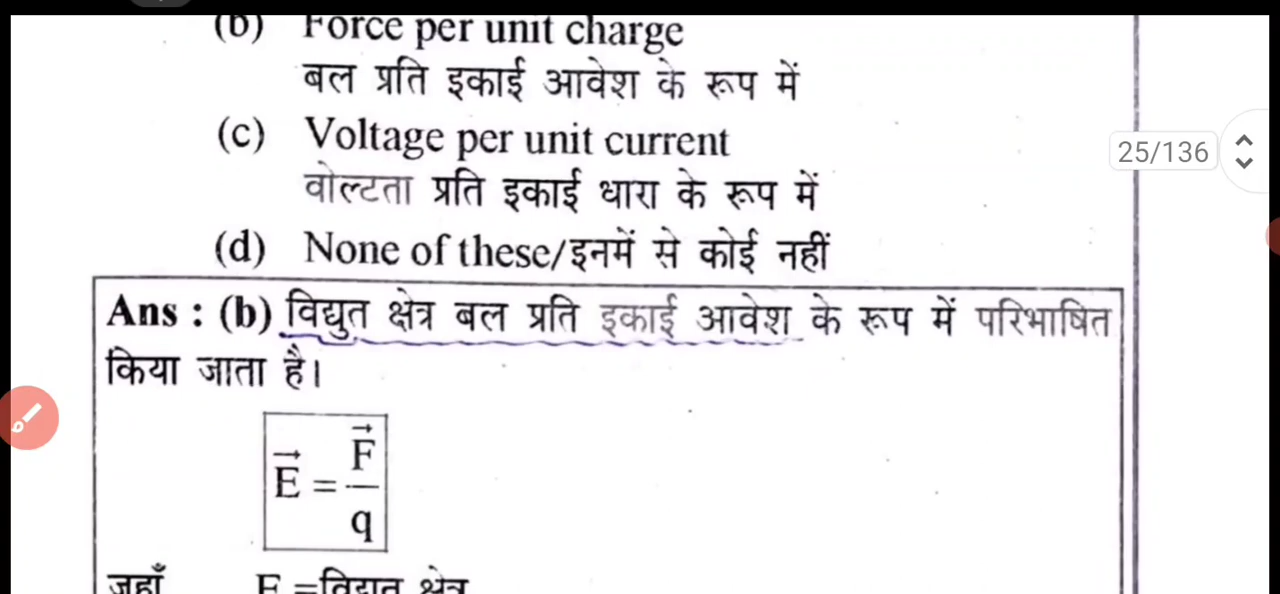 (b) Force per unit charge
बल प्रति इकाई आवेश के रूप में
(c) Voltage per unit current
वोल्टता प्रति इकाई धारा के रूप में
25/136
(d) None of these/इनमें से कोई नहीं
Ans : (b) विद्युत क्षेत्र बल प्रति इकाई आवेश के रूप में परिभाषित
किया जाता है।
E⃗ = F⃗/q
जहाँ E =विद्युत क्षेत्र